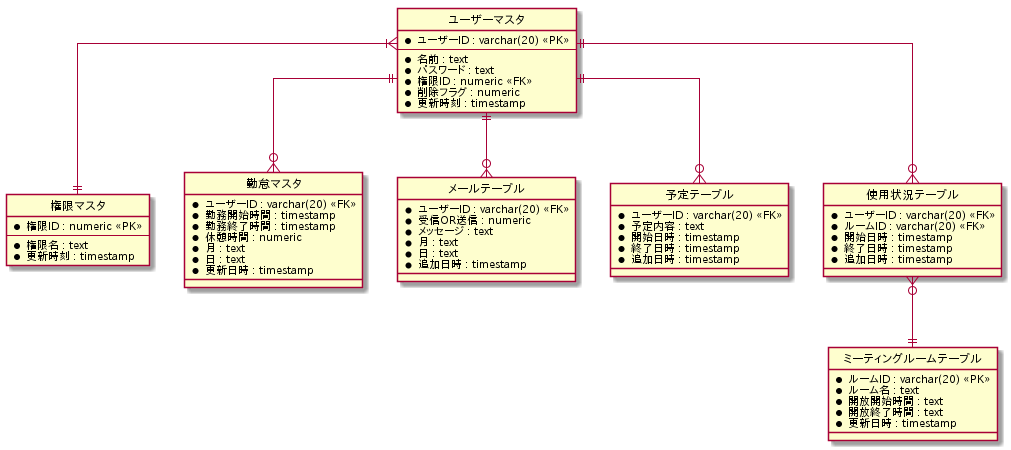 ユーザーマスタ
ユーザーID : varchar(20) «PK»
名前 : text
パスワード : text
権限ID : numeric «FK»
削除フラグ : numeric
更新時刻 : timestamp
権限マスタ
権限ID : numeric «PK»
権限名 : text
更新時刻 : timestamp
勤怠マスタ
ユーザーID : varchar(20) «FK»
勤務開始時間 : timestamp
勤務終了時間 : timestamp
休憩時間 : numeric
月 : text
日 : text
更新日時 : timestamp
メールテーブル
ユーザーID : varchar(20) «FK»
受信OR送信 : numeric
メッセージ : text
月 : text
日 : text
追加日時 : timestamp
予定テーブル
ユーザーID : varchar(20) «FK»
予定内容 : text
開始日時 : timestamp
終了日時 : timestamp
追加日時 : timestamp
使用状況テーブル
ユーザーID : varchar(20) «FK»
ルームID : varchar(20) «FK»
開始日時 : timestamp
終了日時 : timestamp
追加日時 : timestamp
ミーティングルームテーブル
ルームID : varchar(20) «PK»
ルーム名 : text
開放開始時間 : text
開放終了時間 : text
更新日時 : timestamp